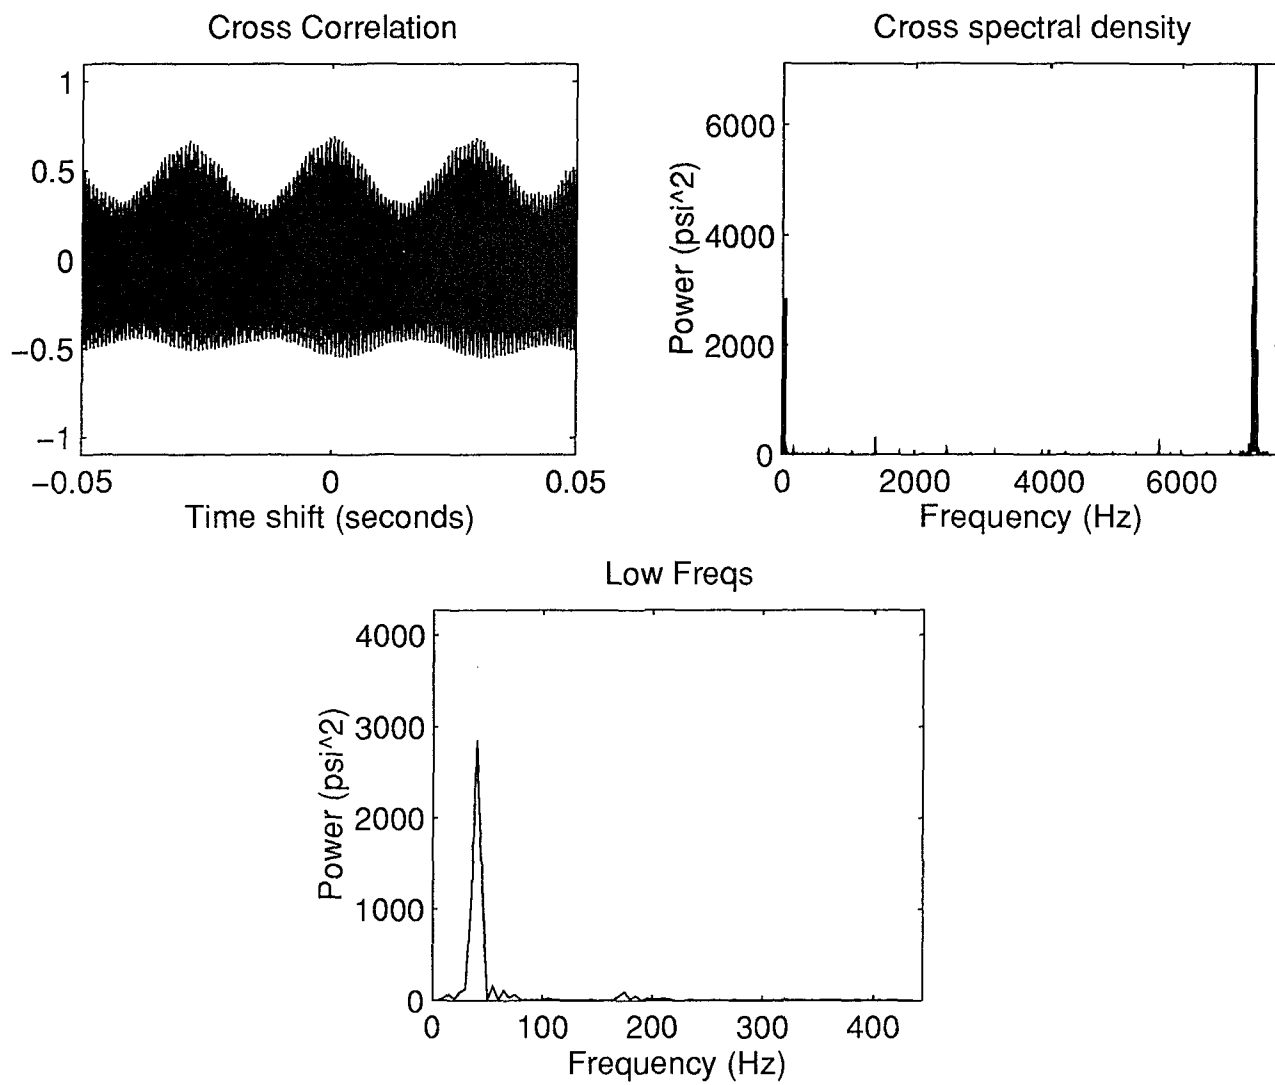 Cross Correlation
1
0.5
0
−0.5
−1
−0.05 0 0.05
Time shift (seconds)
Cross spectral density
Power (psi^2)
6000
4000
2000
0
0 2000 4000 6000
Frequency (Hz)
Low Freqs
Power (psi^2)
4000
3000
2000
1000
0
0 100 200 300 400
Frequency (Hz)